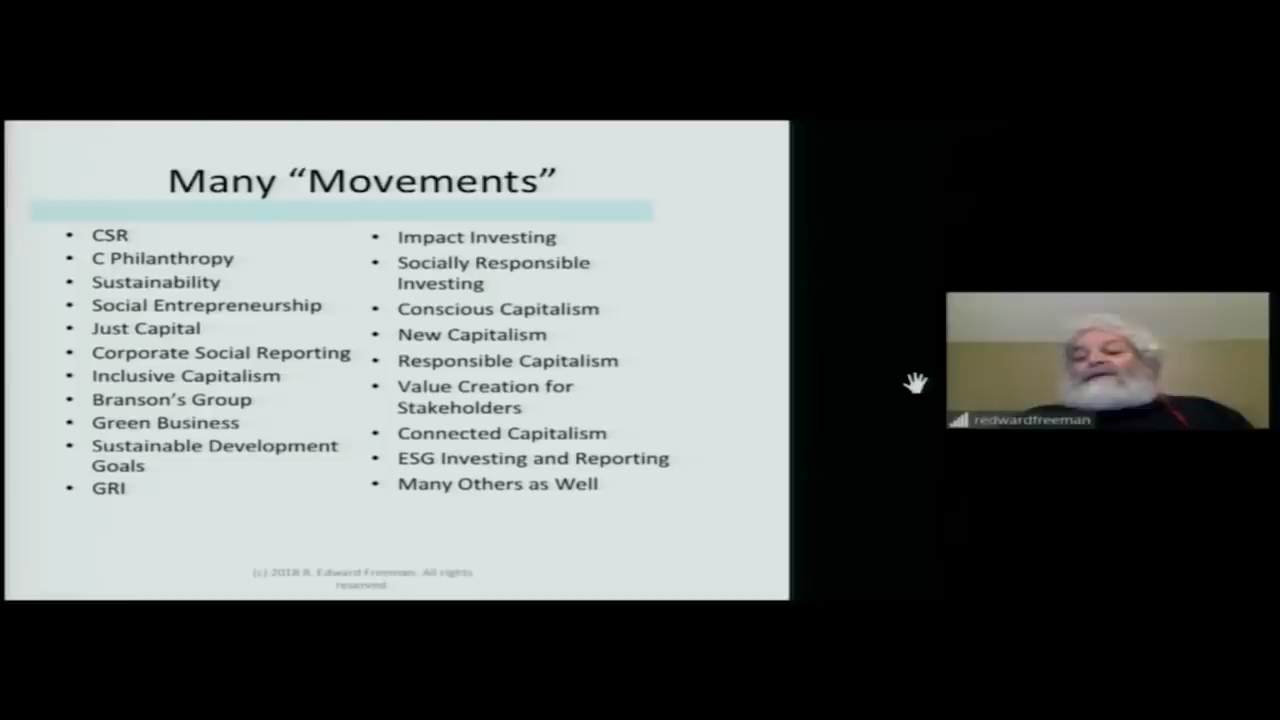 Many “Movements”
• CSR
• C Philanthropy
• Sustainability
• Social Entrepreneurship
• Just Capital
• Corporate Social Reporting
• Inclusive Capitalism
• Branson’s Group
• Green Business
• Sustainable Development
Goals
• GRI
• Impact Investing
• Socially Responsible
Investing
• Conscious Capitalism
• New Capitalism
• Responsible Capitalism
• Value Creation for
Stakeholders
• Connected Capitalism
• ESG Investing and Reporting
• Many Others as Well
(c) 2018 R. Edward Freeman. All rights
reserved.
redwardfreeman